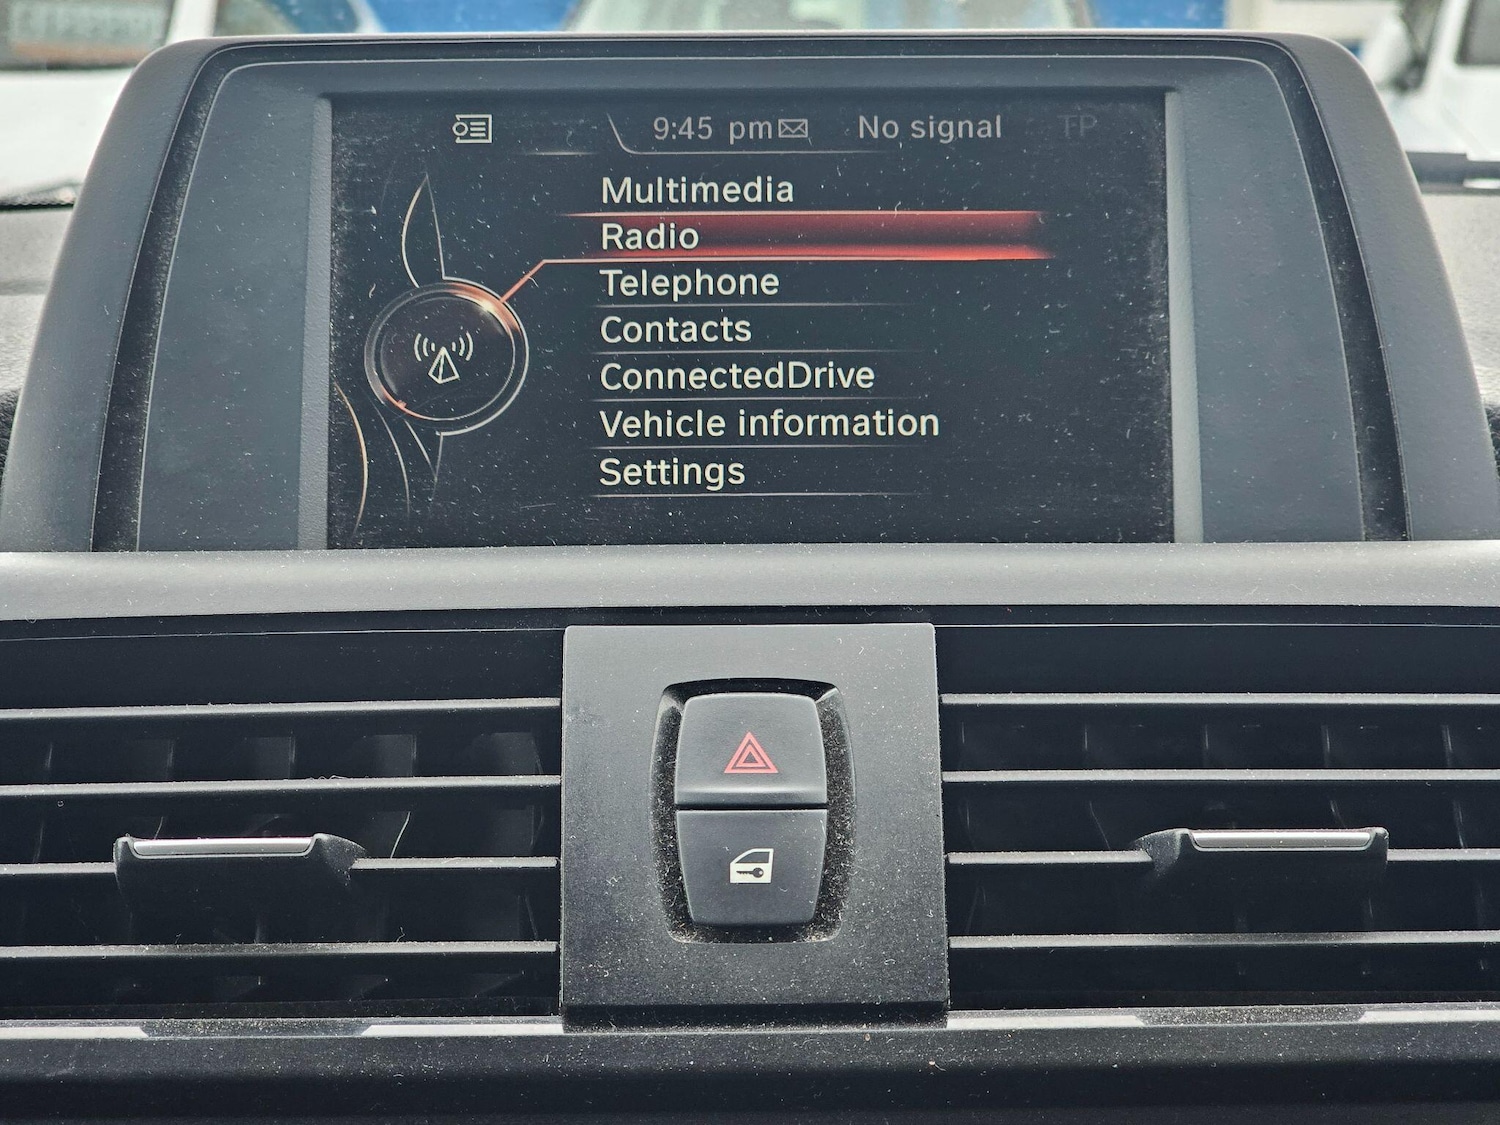 9:45 pm No signal TP
Multimedia
Radio
Telephone
Contacts
ConnectedDrive
Vehicle information
Settings